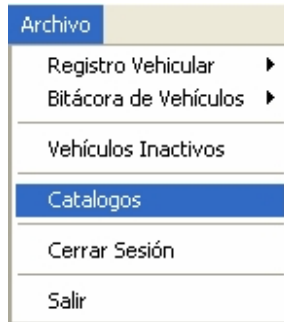 Archivo
Registro Vehicular
Bitácora de Vehículos
Vehículos Inactivos
Catalogos
Cerrar Sesión
Salir